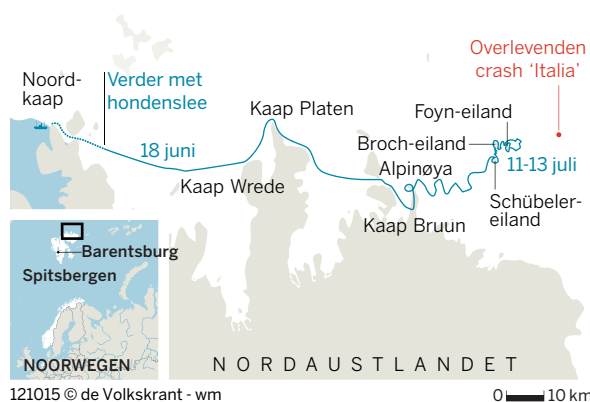 Overlevenden
crash ‘Italia’
Noord-
kaap
Verder met
hondenslee
Kaap Platen
Foyn-eiland
Broch-eiland
18 juni
Alpinøya
11-13 juli
Kaap Wrede
Schübeler-
eiland
Kaap Bruun
Barentsburg
Spitsbergen
NOORWEGEN
NORDAUSTLANDET
121015 © de Volkskrant - wm
0 10 km